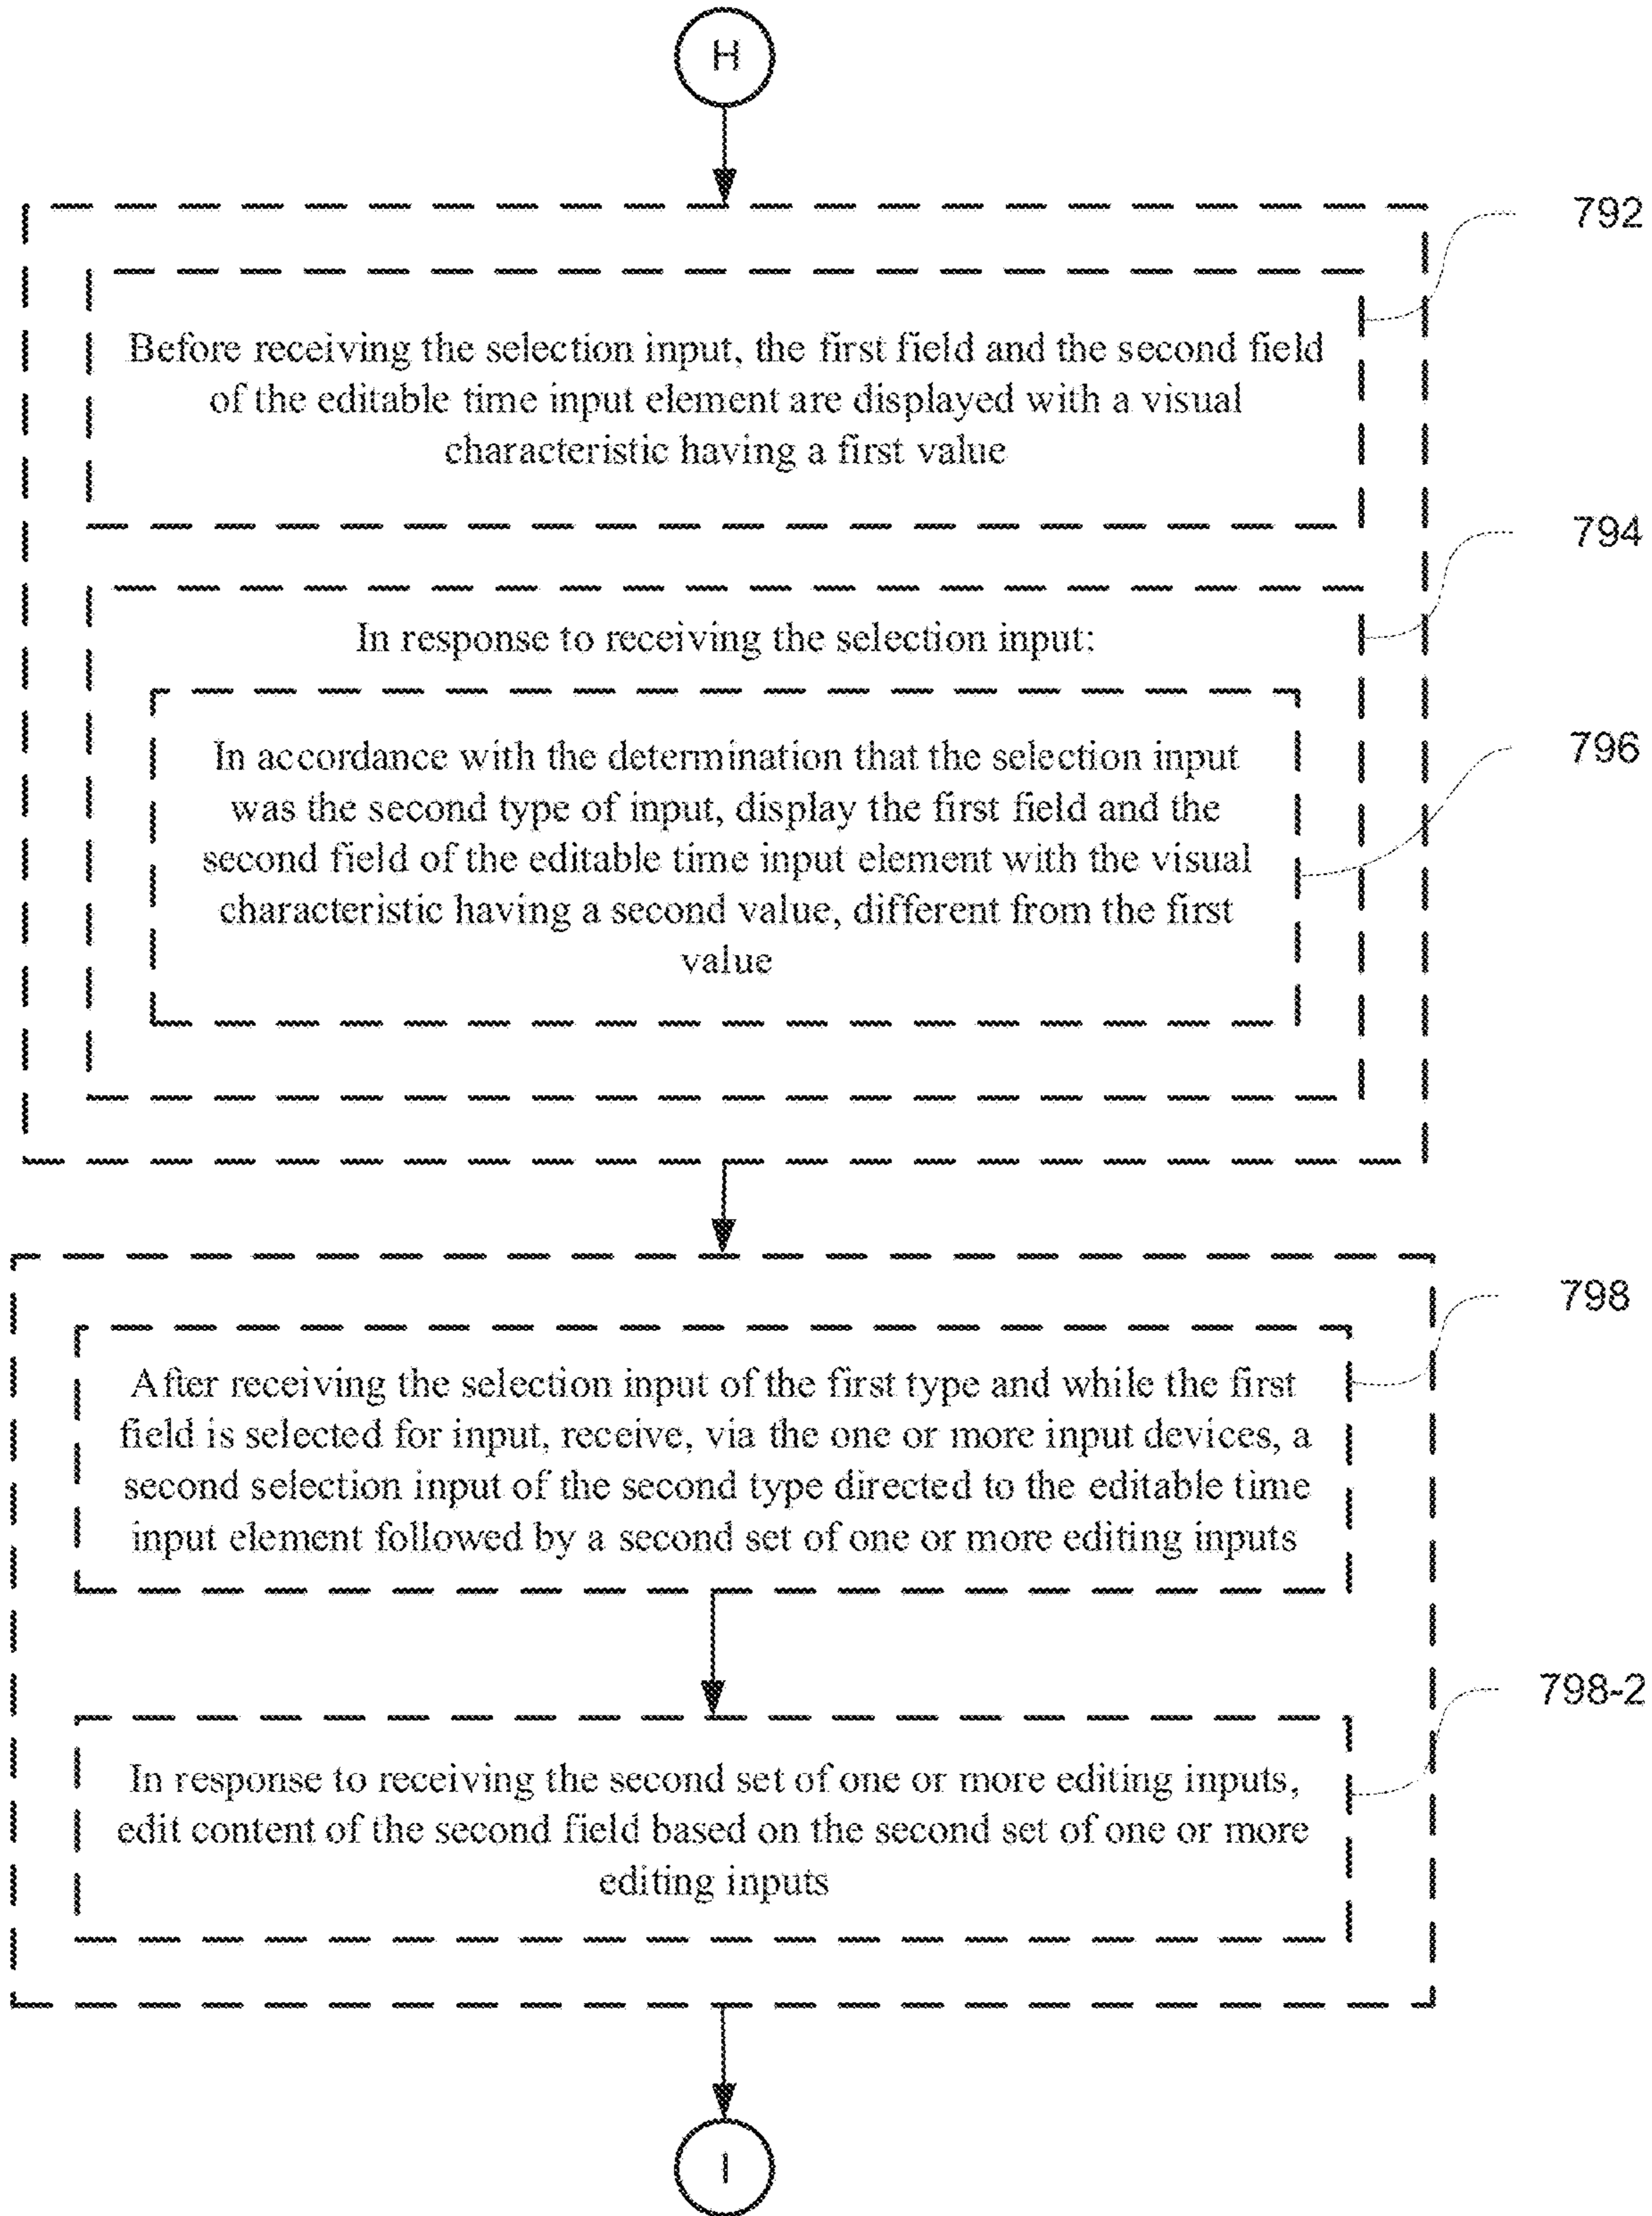 H
792
Before receiving the selection input, the first field and the second field
of the editable time input element are displayed with a visual
characteristic having a first value
794
In response to receiving the selection input:
796
In accordance with the determination that the selection input
was the second type of input, display the first field and the
second field of the editable time input element with the visual
characteristic having a second value, different from the first
value
798
After receiving the selection input of the first type and while the first
field is selected for input, receive, via the one or more input devices, a
second selection input of the second type directed to the editable time
input element followed by a second set of one or more editing inputs
798-2
In response to receiving the second set of one or more editing inputs,
edit content of the second field based on the second set of one or more
editing inputs
I